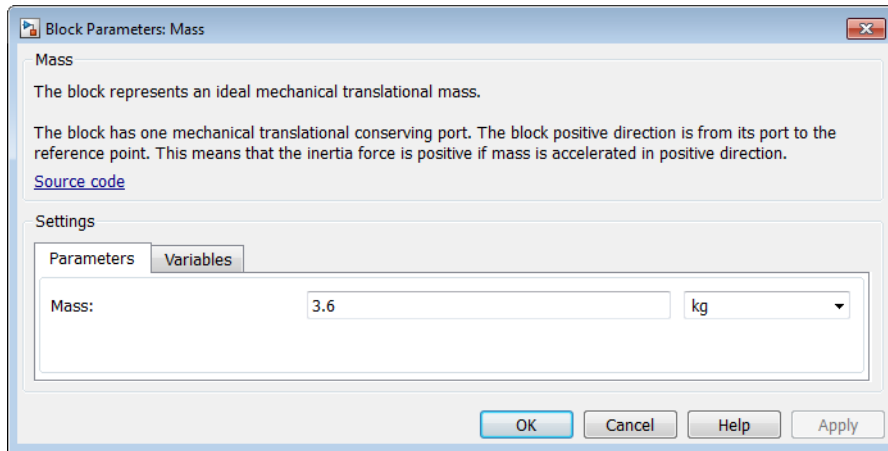 Block Parameters: Mass
Mass
The block represents an ideal mechanical translational mass.
The block has one mechanical translational conserving port. The block positive direction is from its port to the
reference point. This means that the inertia force is positive if mass is accelerated in positive direction.
Source code
Settings
Parameters Variables
Mass: 3.6 kg
OK Cancel Help Apply